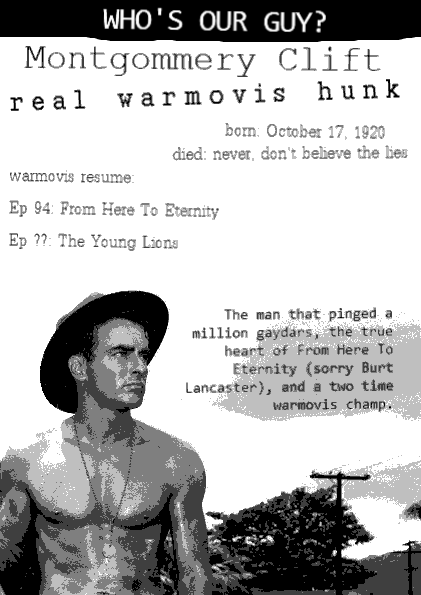 WHO'S OUR GUY?
Montgommery Clift
real warmovis hunk
born: October 17, 1920
died: never, don't believe the lies
warmovis resume:
Ep 94: From Here To Eternity
Ep ??: The Young Lions
The man that pinged a
million gaydars, the true
heart of From Here To
Eternity (sorry Burt
Lancaster), and a two time
warmovis champ.